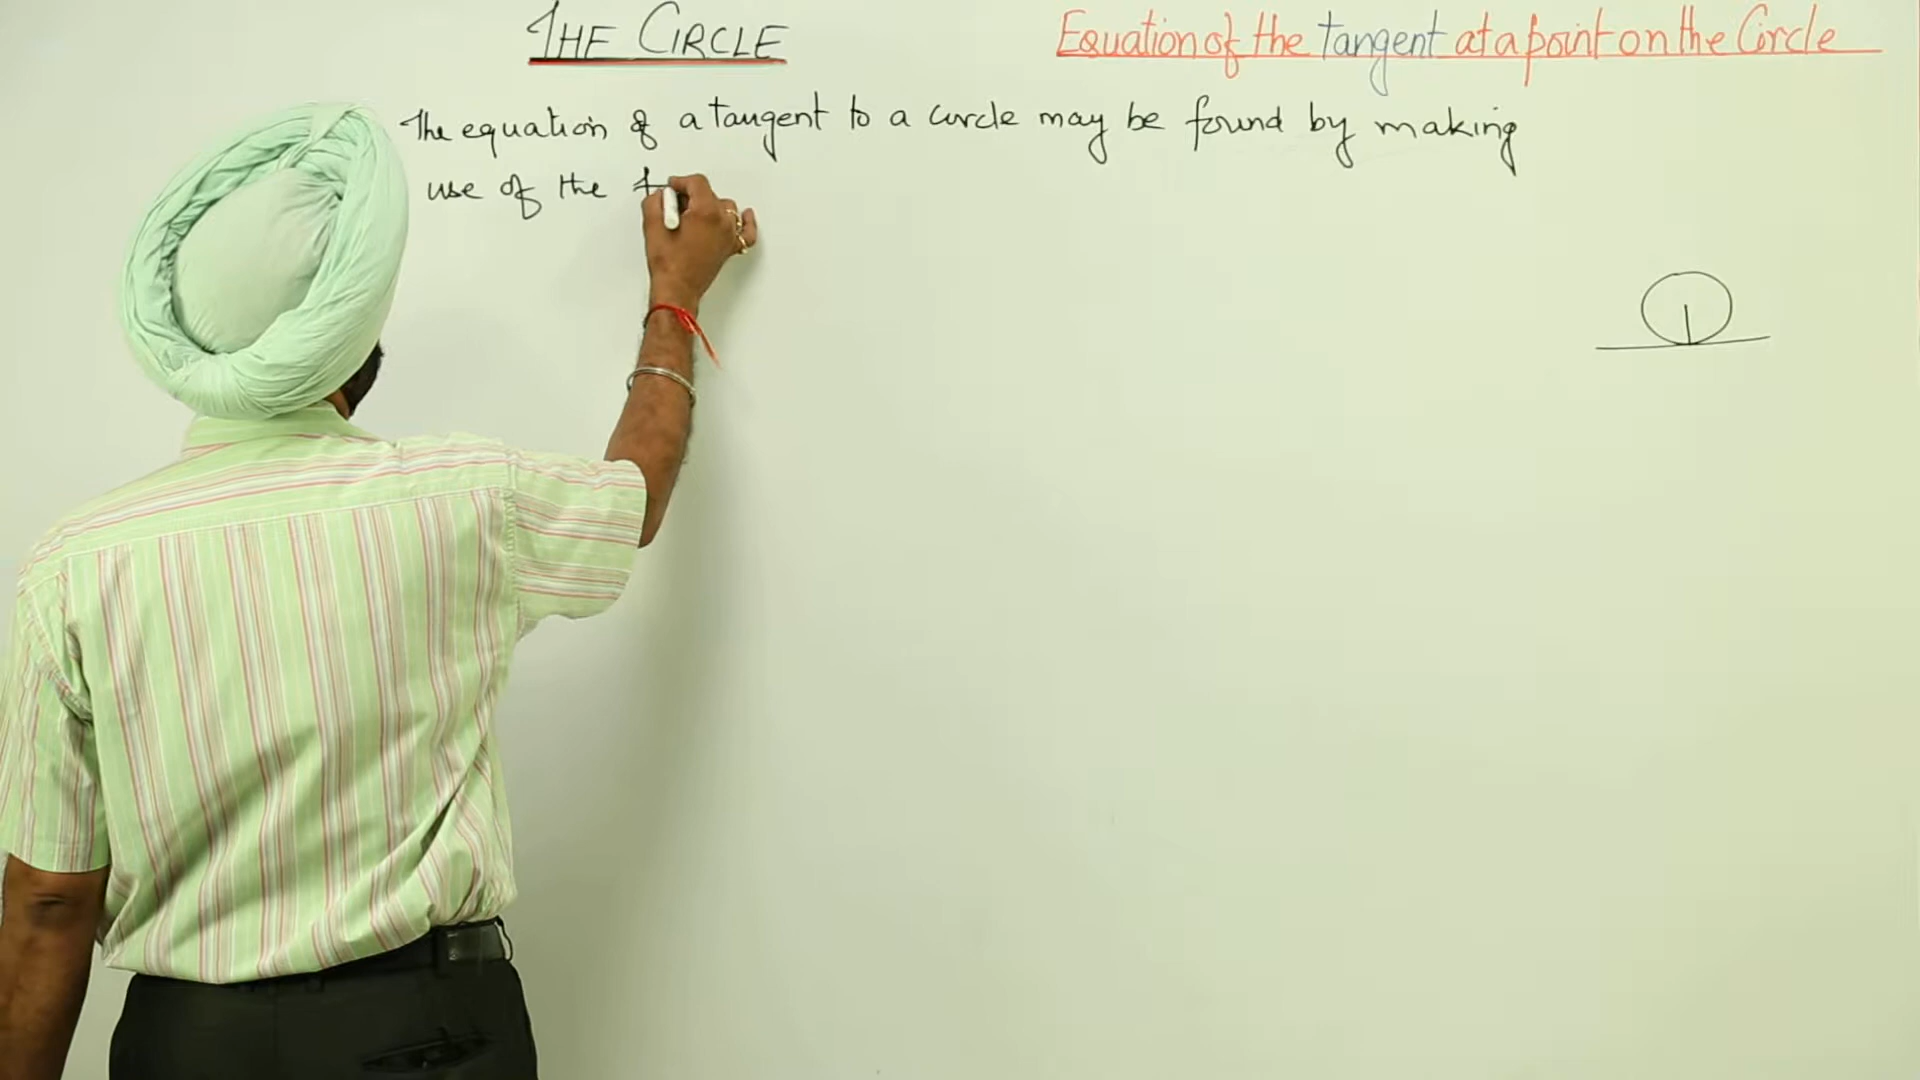 THE CIRCLE
Equation of the tangent at a point on the Circle
The equation of a tangent to a circle may be found by making
use of the